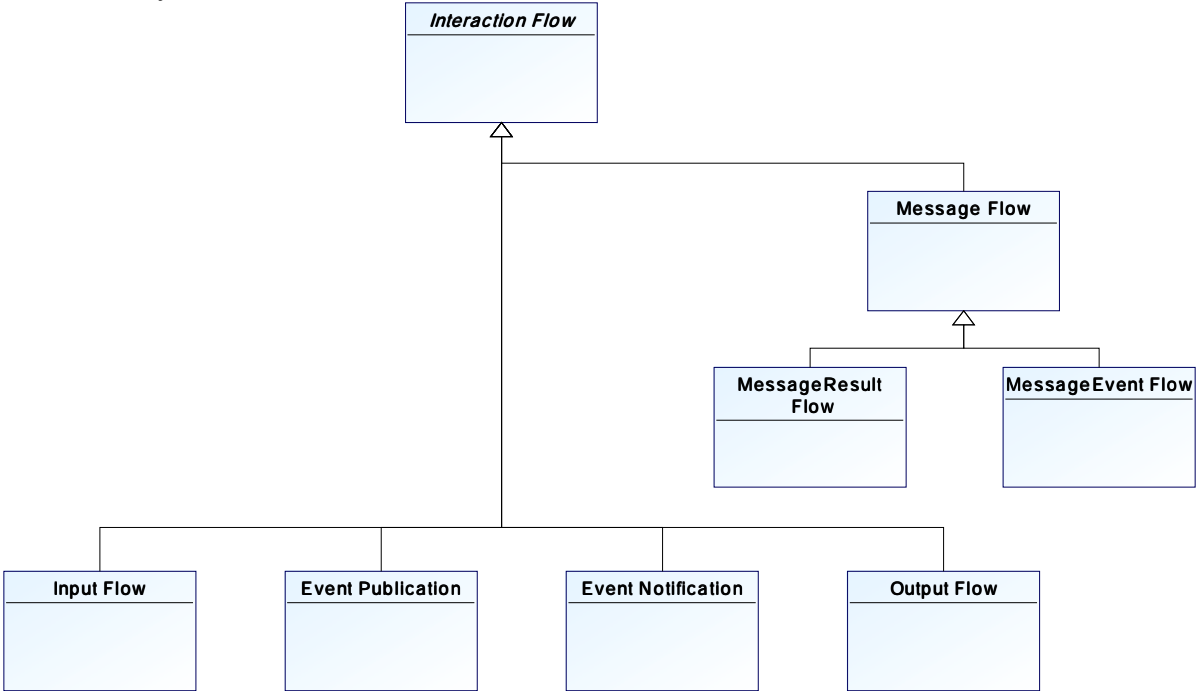 Interaction Flow
Message Flow
MessageResult
Flow
MessageEvent Flow
Input Flow
Event Publication
Event Notification
Output Flow